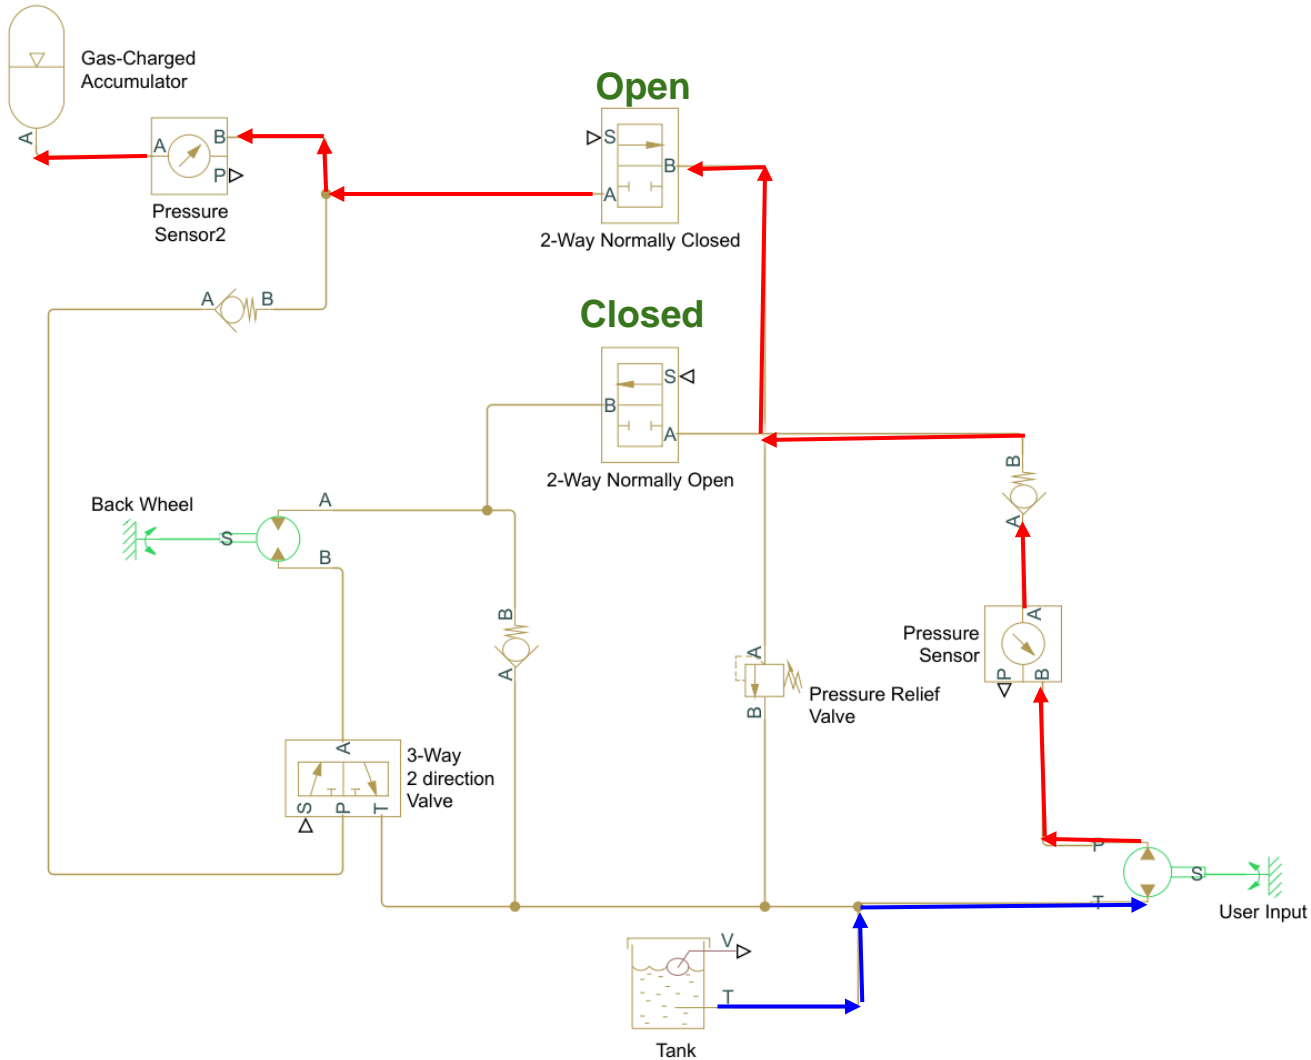 Gas-Charged
Accumulator
Open
A
A
B
P
S
B
A
Pressure
Sensor2
2-Way Normally Closed
A
B
Closed
S
B
A
2-Way Normally Open
B
A
Back Wheel
A
S
B
B
A
Pressure
Sensor
A
P
B
A
B
Pressure Relief
Valve
A
S
P
T
3-Way
2 direction
Valve
P
S
T
User Input
V
T
Tank